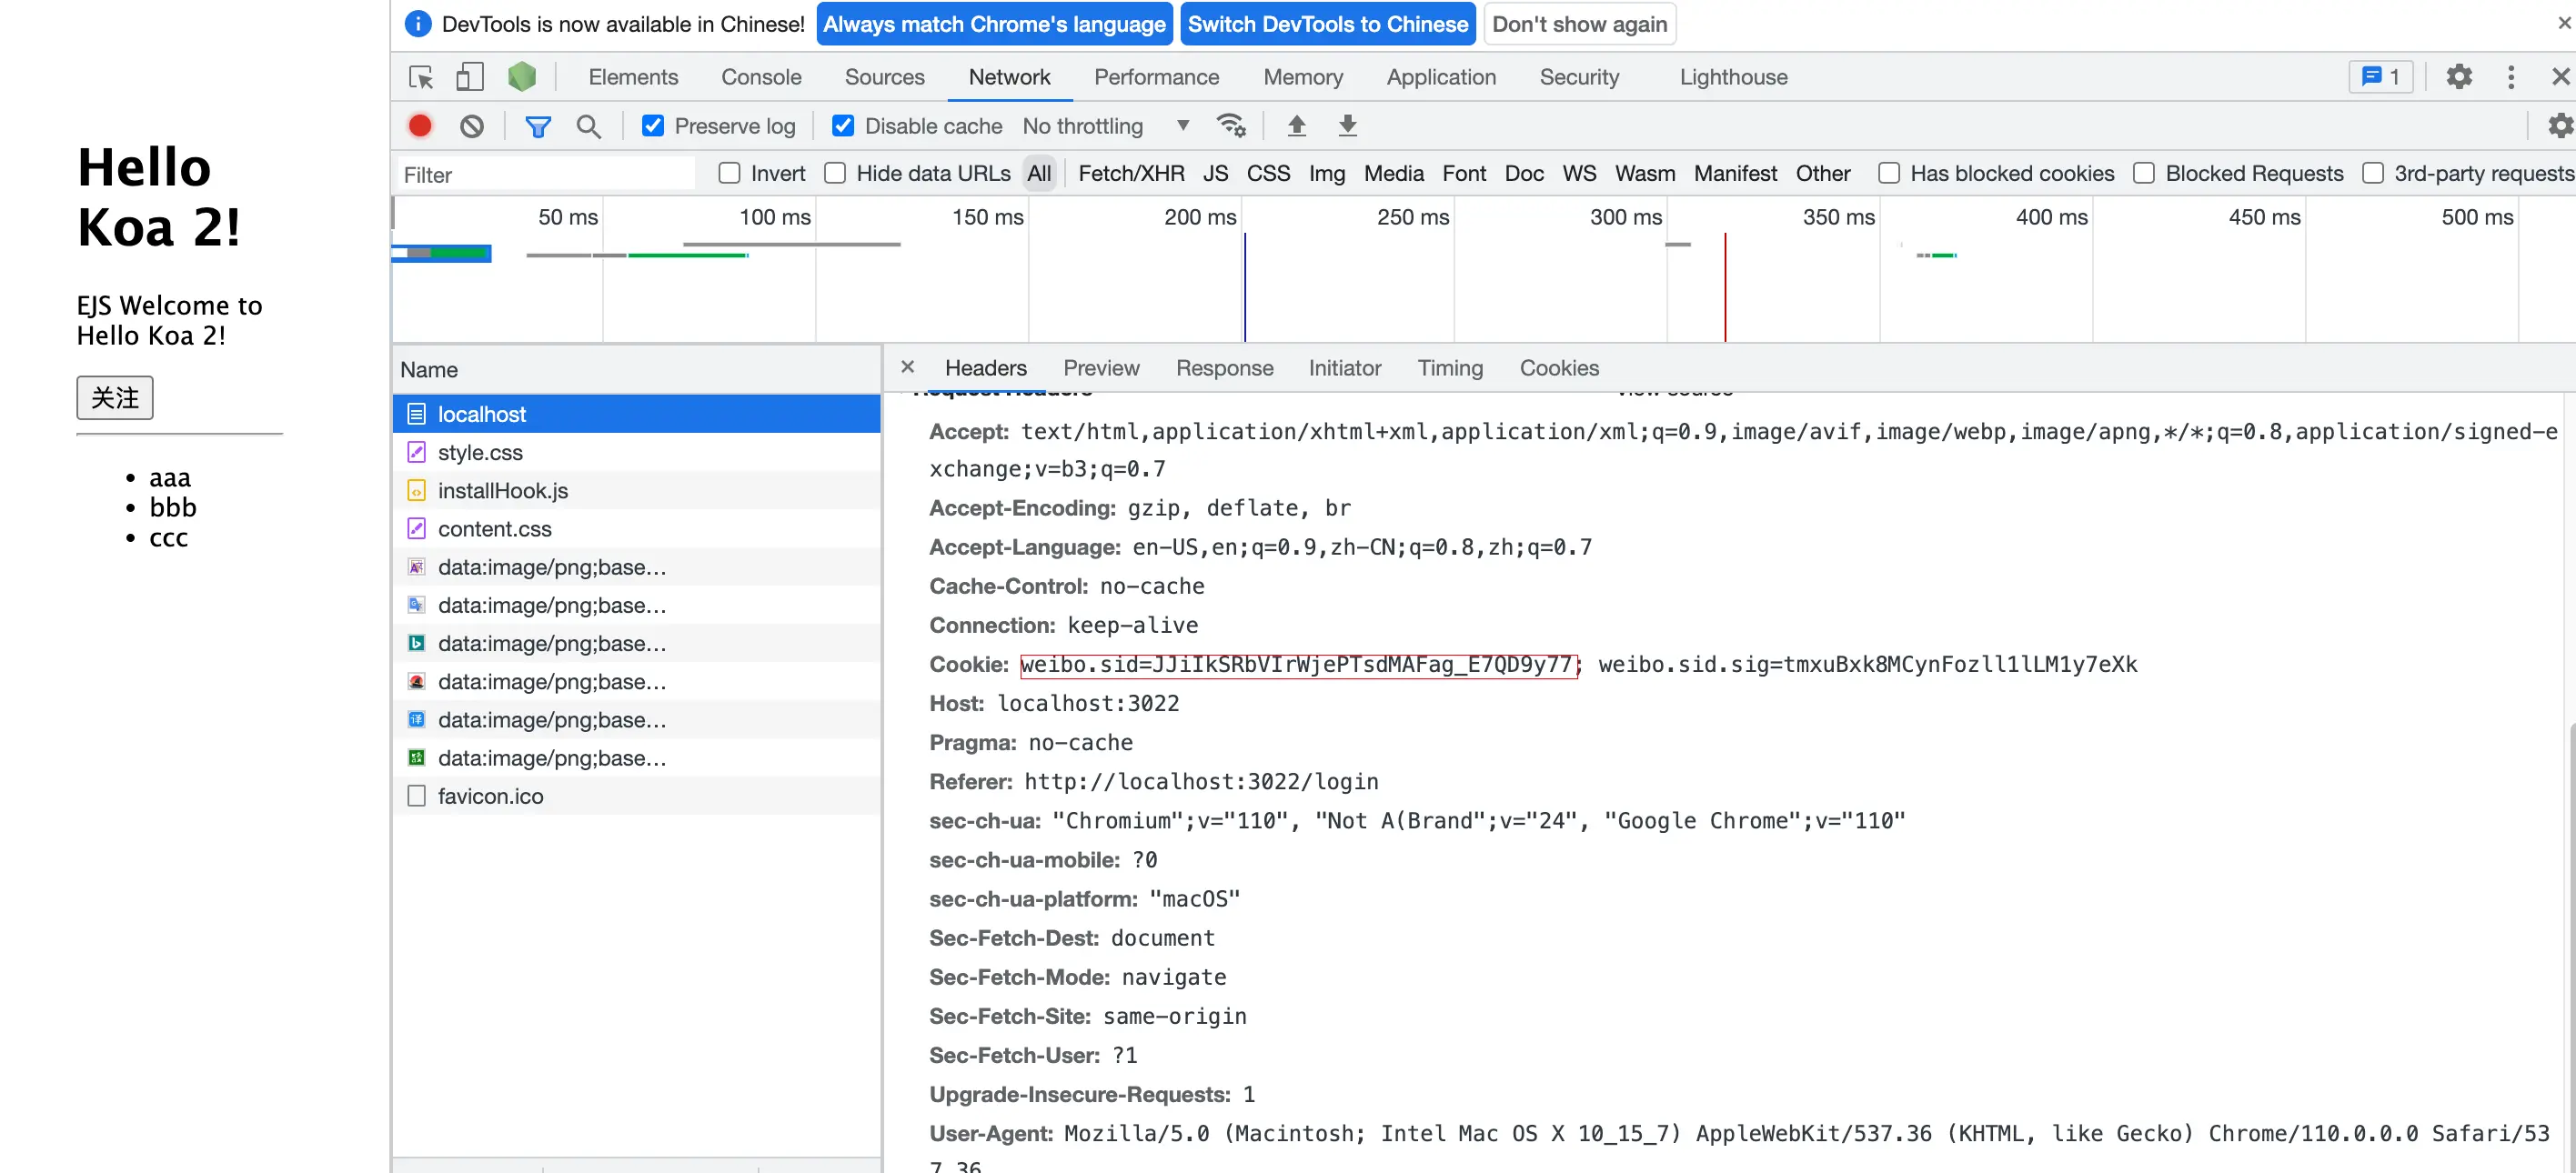 DevTools is now available in Chinese! Always match Chrome's language Switch DevTools to Chinese Don't show again
Elements Console Sources Network Performance Memory Application Security Lighthouse 1
Preserve log Disable cache No throttling
Filter Invert Hide data URLs All Fetch/XHR JS CSS Img Media Font Doc WS Wasm Manifest Other Has blocked cookies Blocked Requests 3rd-party requests
50 ms 100 ms 150 ms 200 ms 250 ms 300 ms 350 ms 400 ms 450 ms 500 ms
Hello
Koa 2!
EJS Welcome to
Hello Koa 2!
关注
• aaa
• bbb
• ccc
Name
localhost
style.css
installHook.js
content.css
data:image/png;base...
data:image/png;base...
data:image/png;base...
data:image/png;base...
data:image/png;base...
data:image/png;base...
favicon.ico
Headers Preview Response Initiator Timing Cookies
Request Headers view source
Accept: text/html,application/xhtml+xml,application/xml;q=0.9,image/avif,image/webp,image/apng,*/*;q=0.8,application/signed-e
xchange;v=b3;q=0.7
Accept-Encoding: gzip, deflate, br
Accept-Language: en-US,en;q=0.9,zh-CN;q=0.8,zh;q=0.7
Cache-Control: no-cache
Connection: keep-alive
Cookie: weibo.sid=JJiIkSRbVIrWjePTsdMAFag_E7QD9y77; weibo.sid.sig=tmxuBxk8MCynFozll1lLM1y7eXk
Host: localhost:3022
Pragma: no-cache
Referer: http://localhost:3022/login
sec-ch-ua: "Chromium";v="110", "Not A(Brand";v="24", "Google Chrome";v="110"
sec-ch-ua-mobile: ?0
sec-ch-ua-platform: "macOS"
Sec-Fetch-Dest: document
Sec-Fetch-Mode: navigate
Sec-Fetch-Site: same-origin
Sec-Fetch-User: ?1
Upgrade-Insecure-Requests: 1
User-Agent: Mozilla/5.0 (Macintosh; Intel Mac OS X 10_15_7) AppleWebKit/537.36 (KHTML, like Gecko) Chrome/110.0.0.0 Safari/53
7.36